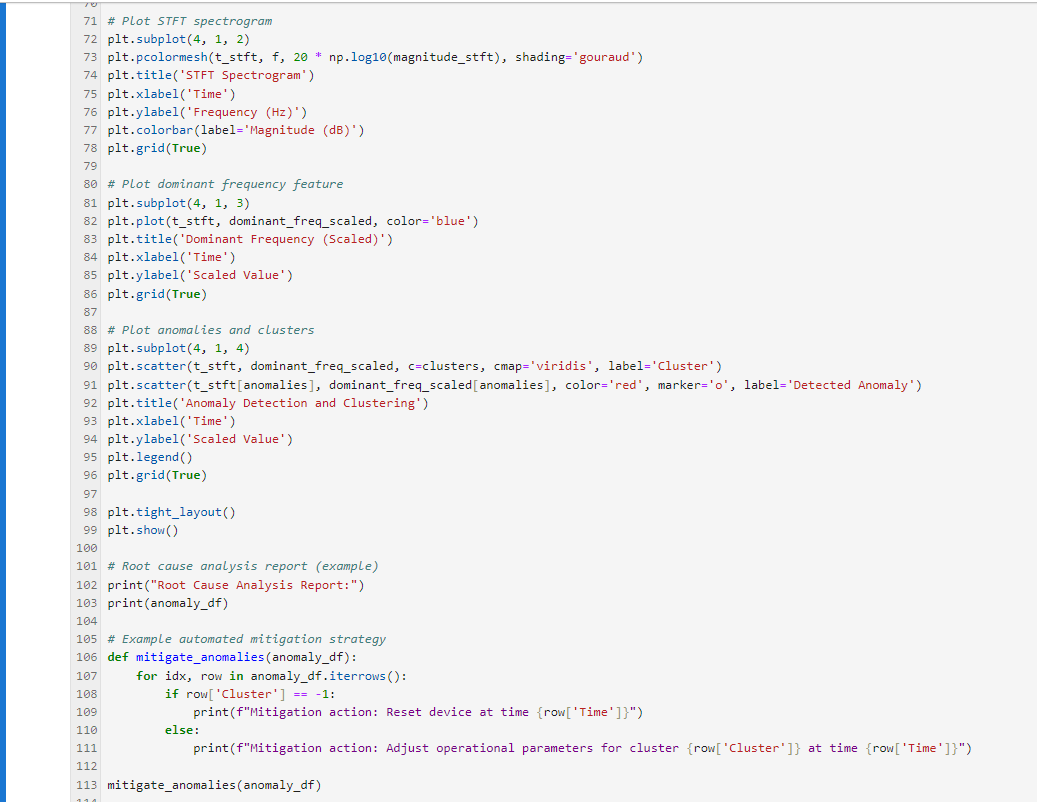 71 # Plot STFT spectrogram
72 plt.subplot(4, 1, 2)
73 plt.pcolormesh(t_stft, f, 20 * np.log10(magnitude_stft), shading='gouraud')
74 plt.title('STFT Spectrogram')
75 plt.xlabel('Time')
76 plt.ylabel('Frequency (Hz)')
77 plt.colorbar(label='Magnitude (dB)')
78 plt.grid(True)
79
80 # Plot dominant frequency feature
81 plt.subplot(4, 1, 3)
82 plt.plot(t_stft, dominant_freq_scaled, color='blue')
83 plt.title('Dominant Frequency (Scaled)')
84 plt.xlabel('Time')
85 plt.ylabel('Scaled Value')
86 plt.grid(True)
87
88 # Plot anomalies and clusters
89 plt.subplot(4, 1, 4)
90 plt.scatter(t_stft, dominant_freq_scaled, c=clusters, cmap='viridis', label='Cluster')
91 plt.scatter(t_stft[anomalies], dominant_freq_scaled[anomalies], color='red', marker='o', label='Detected Anomaly')
92 plt.title('Anomaly Detection and Clustering')
93 plt.xlabel('Time')
94 plt.ylabel('Scaled Value')
95 plt.legend()
96 plt.grid(True)
97
98 plt.tight_layout()
99 plt.show()
100
101 # Root cause analysis report (example)
102 print("Root Cause Analysis Report:")
103 print(anomaly_df)
104
105 # Example automated mitigation strategy
106 def mitigate_anomalies(anomaly_df):
107     for idx, row in anomaly_df.iterrows():
108         if row['Cluster'] == -1:
109             print(f"Mitigation action: Reset device at time {row['Time']}")
110         else:
111             print(f"Mitigation action: Adjust operational parameters for cluster {row['Cluster']} at time {row['Time']}")
112
113 mitigate_anomalies(anomaly_df)